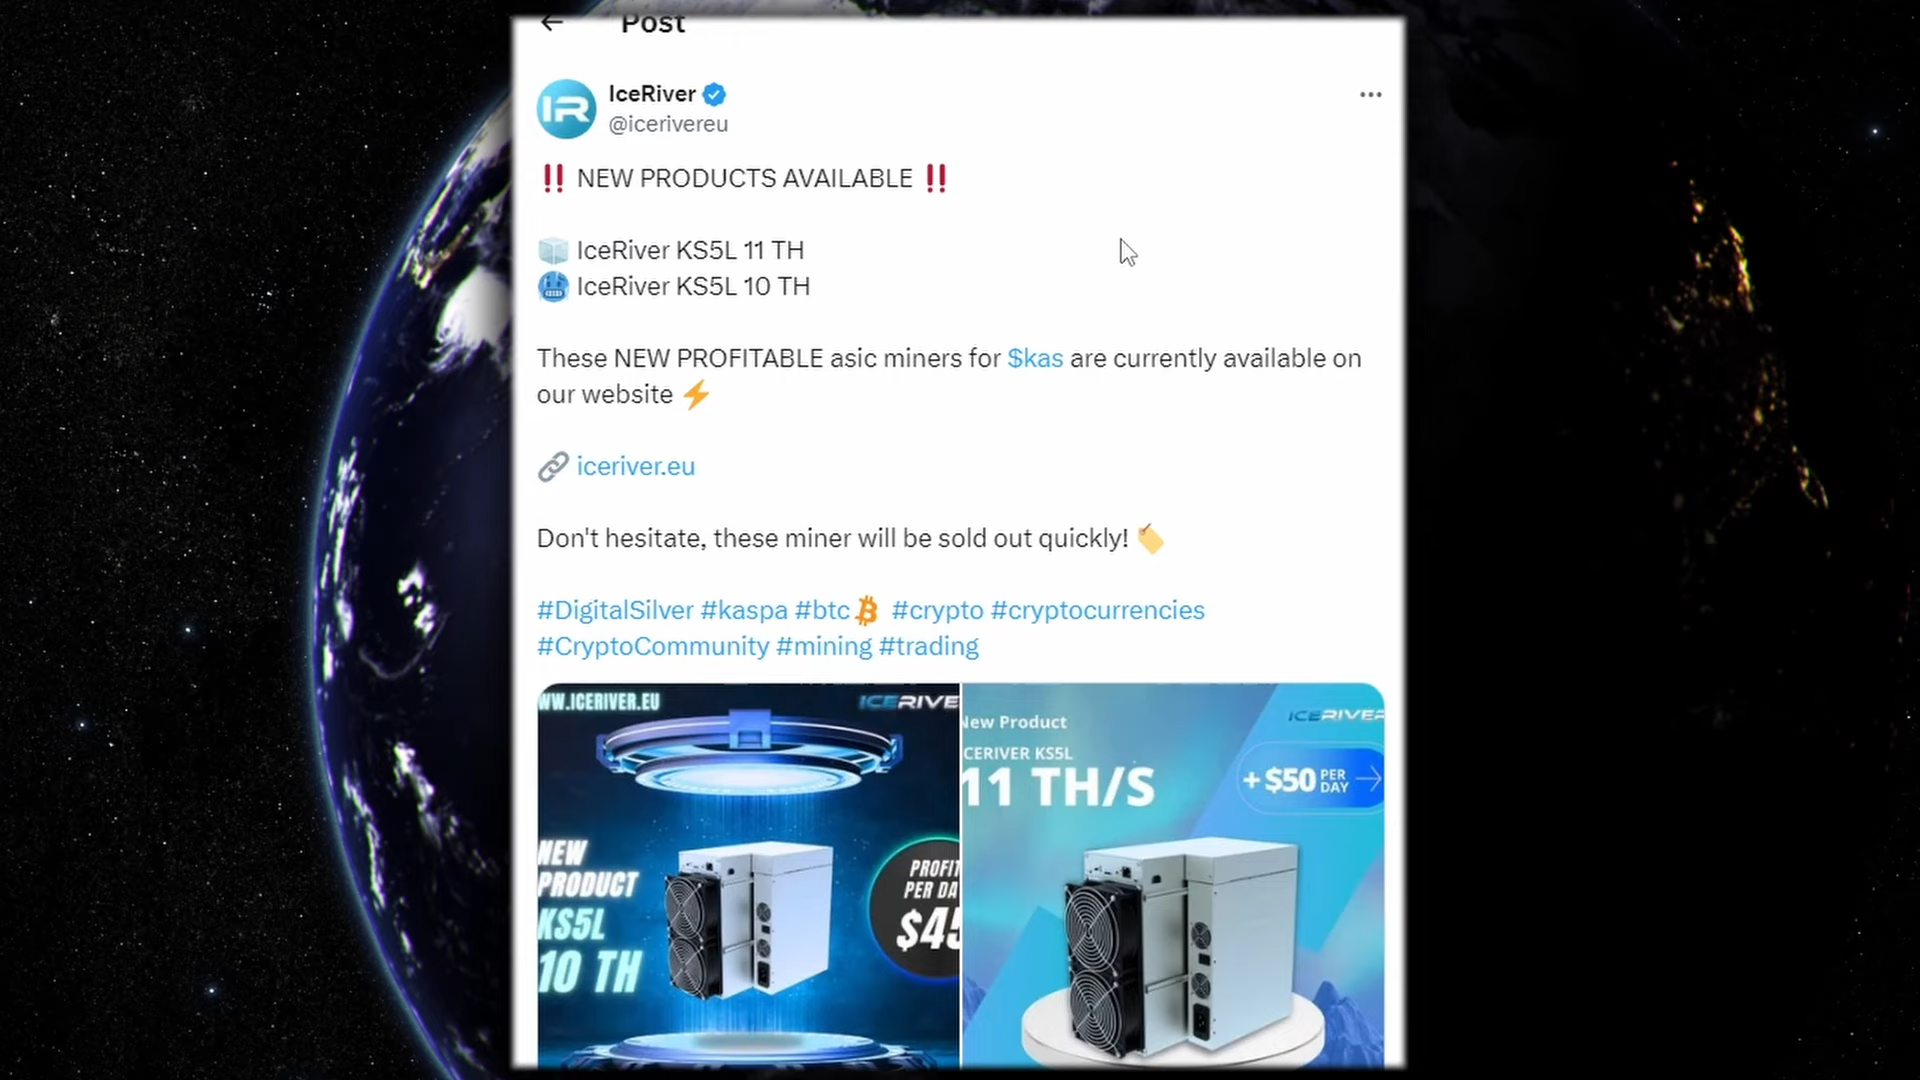 Post
IR
IceRiver
@icerivereu
‼ NEW PRODUCTS AVAILABLE ‼
IceRiver KS5L 11 TH
IceRiver KS5L 10 TH
These NEW PROFITABLE asic miners for $kas are currently available on
our website ⚡
iceriver.eu
Don't hesitate, these miner will be sold out quickly!
#DigitalSilver #kaspa #btc #crypto #cryptocurrencies
#CryptoCommunity #mining #trading
WW.ICERIVER.EU
ICERIVE
NEW
PRODUCT
KS5L
10 TH
PROFIT
PER DA
$45
New Product
ICERIVER
CERIVER KS5L
11 TH/S
+ $50 PER
DAY